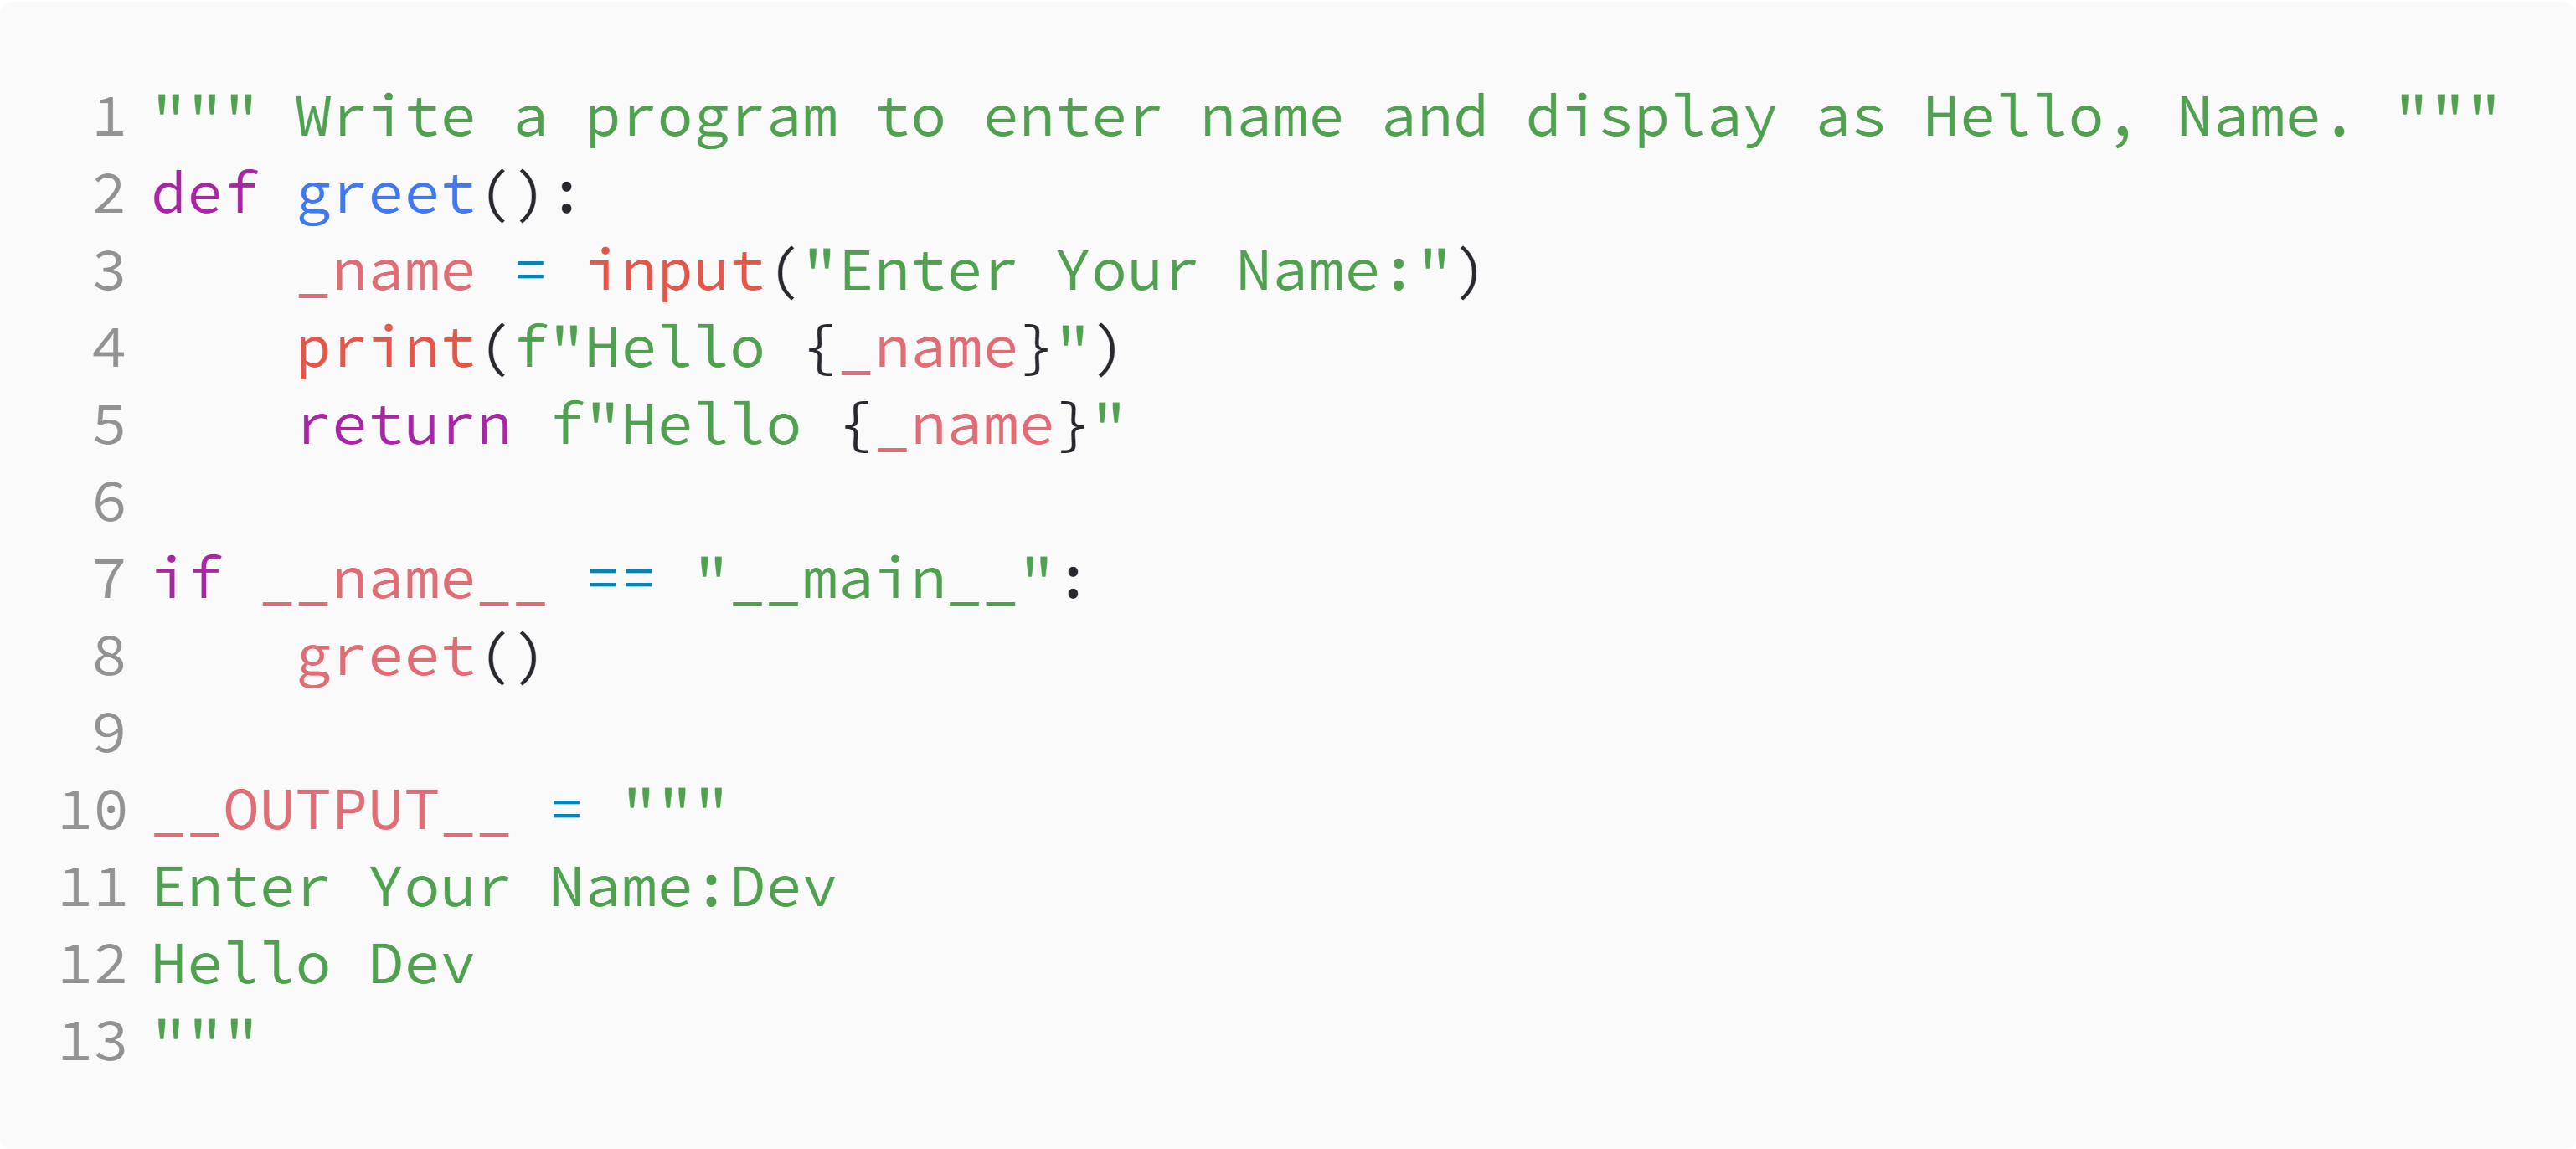 1 """ Write a program to enter name and display as Hello, Name. """
2 def greet():
3     _name = input("Enter Your Name:")
4     print(f"Hello {_name}")
5     return f"Hello {_name}"
6
7 if __name__ == "__main__":
8     greet()
9
10 __OUTPUT__ = """
11 Enter Your Name:Dev
12 Hello Dev
13 """